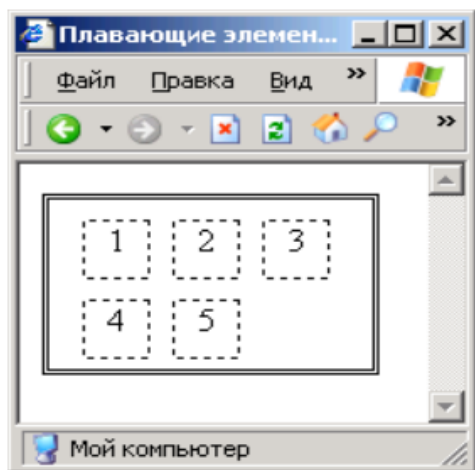 Плавающие элемен...
Файл Правка Вид »
»
1 2 3
4 5
Мой компьютер